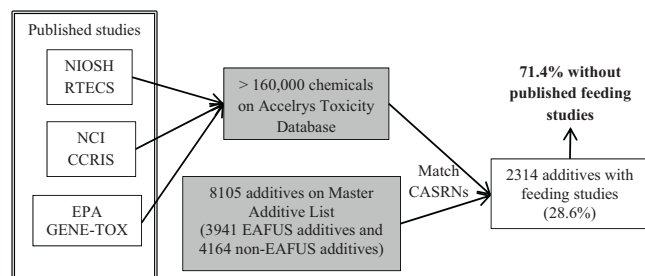 Published studies
NIOSH
RTECS
NCI
CCRIS
EPA
GENE-TOX
> 160,000 chemicals
on Accelrys Toxicity
Database
8105 additives on Master
Additive List
(3941 EAFUS additives and
4164 non-EAFUS additives)
Match
CASRNs
71.4% without
published feeding
studies
2314 additives with
feeding studies
(28.6%)